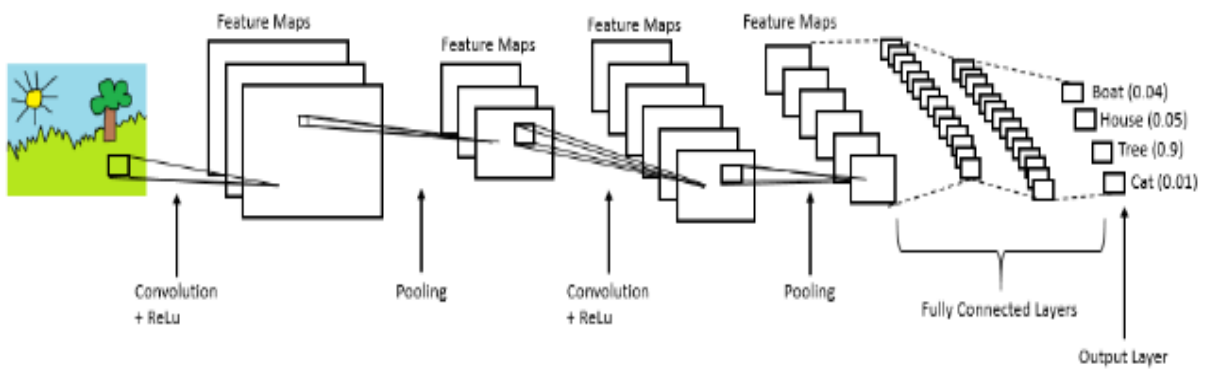 Feature Maps
Feature Maps
Feature Maps
Feature Maps
Boat (0.04)
House (0.05)
Tree (0.9)
Cat (0.01)
Convolution
+ ReLu
Pooling
Convolution
+ ReLu
Pooling
Fully Connected Layers
Output Layer